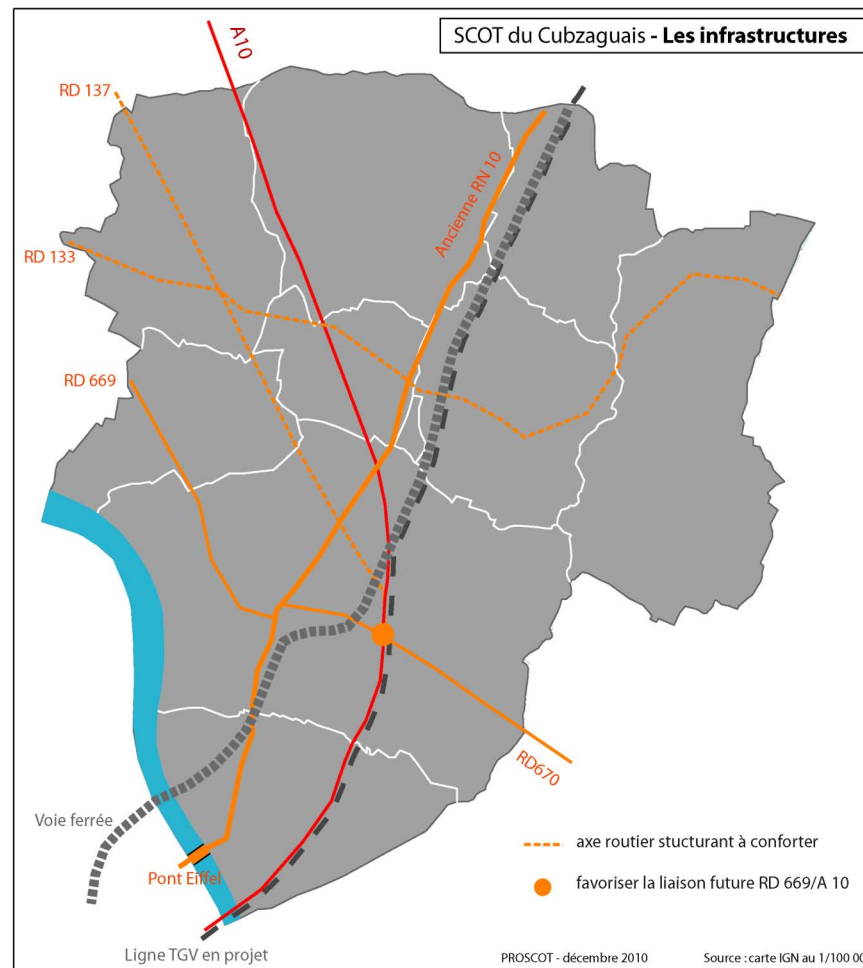 SCOT du Cubzaguais - Les infrastructures
A10
RD 137
Ancienne RN 10
RD 133
RD 669
RD670
Voie ferrée
axe routier stucturant à conforter
Pont Eiffel
favoriser la liaison future RD 669/A 10
Ligne TGV en projet
PROSCOT - décembre 2010
Source : carte IGN au 1/100